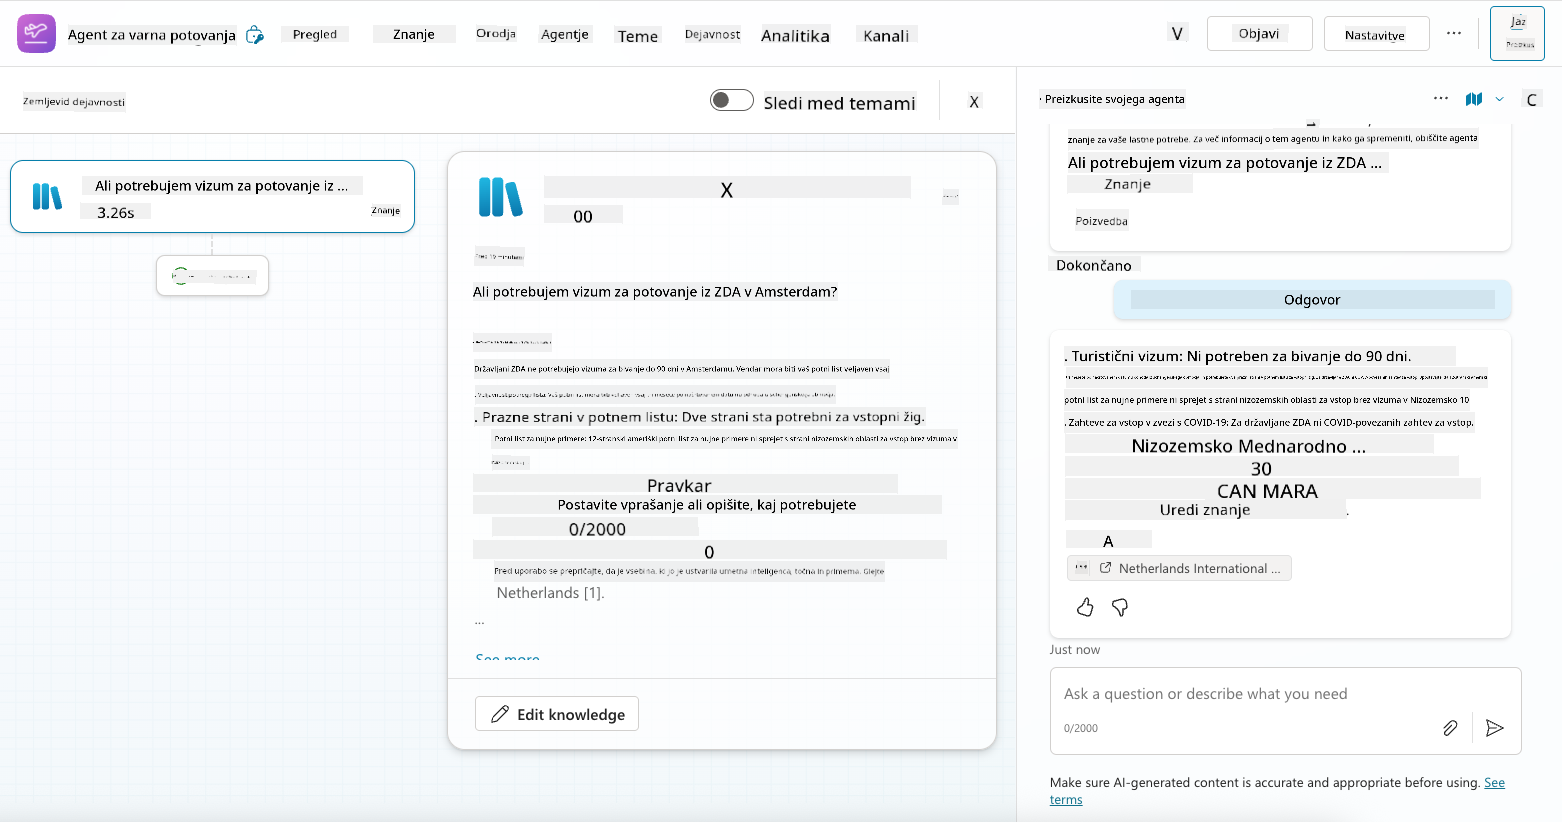 Agent za varna potovanja
Pregled
Znanje
Orodja
Agentje
Teme
Dejavnost
Analitika
Kanali
V
Objavi
Nastavitve
Jaz
Zemljevid dejavnosti
Sledi med temami
X
Ali potrebujem vizum za potovanje iz ...
3.26s
Znanje
X
00
Ali potrebujem vizum za potovanje iz ZDA v Amsterdam?
Državljani ZDA ne potrebujejo vizuma za bivanje do 90 dni v Amsterdamu. Vendar mora biti vaš potni list veljaven vsaj
. Prazne strani v potnem listu: Dve strani sta potrebni za vstopni žig.
Potni list za nujne primere: 12-stranski ameriški potni list za nujne primere ni sprejet s strani nizozemskih oblasti za vstop brez vizuma v
Pravkar
Postavite vprašanje ali opišite, kaj potrebujete
0/2000
0
Pred uporabo se prepričajte, da je vsebina, ki jo je ustvarila umetna inteligenca, točna in primerna. Glejte
Netherlands [1].
...
See more
Edit knowledge
· Preizkusite svojega agenta
C
znanje za vaše lastne potrebe. Za več informacij o tem agentu in kako ga spremeniti, obiščite agenta
Ali potrebujem vizum za potovanje iz ZDA ...
Znanje
Poizvedba
Dokončano
Odgovor
. Turistični vizum: Ni potreben za bivanje do 90 dni.
potni list za nujne primere ni sprejet s strani nizozemskih oblasti za vstop brez vizuma v Nizozemsko 10
. Zahteve za vstop v zvezi s COVID-19: Za državljane ZDA ni COVID-povezanih zahtev za vstop.
Nizozemsko Mednarodno ...
30
CAN MARA
Uredi znanje .
A
Netherlands International ...
Just now
Ask a question or describe what you need
0/2000
Make sure AI-generated content is accurate and appropriate before using. See
terms